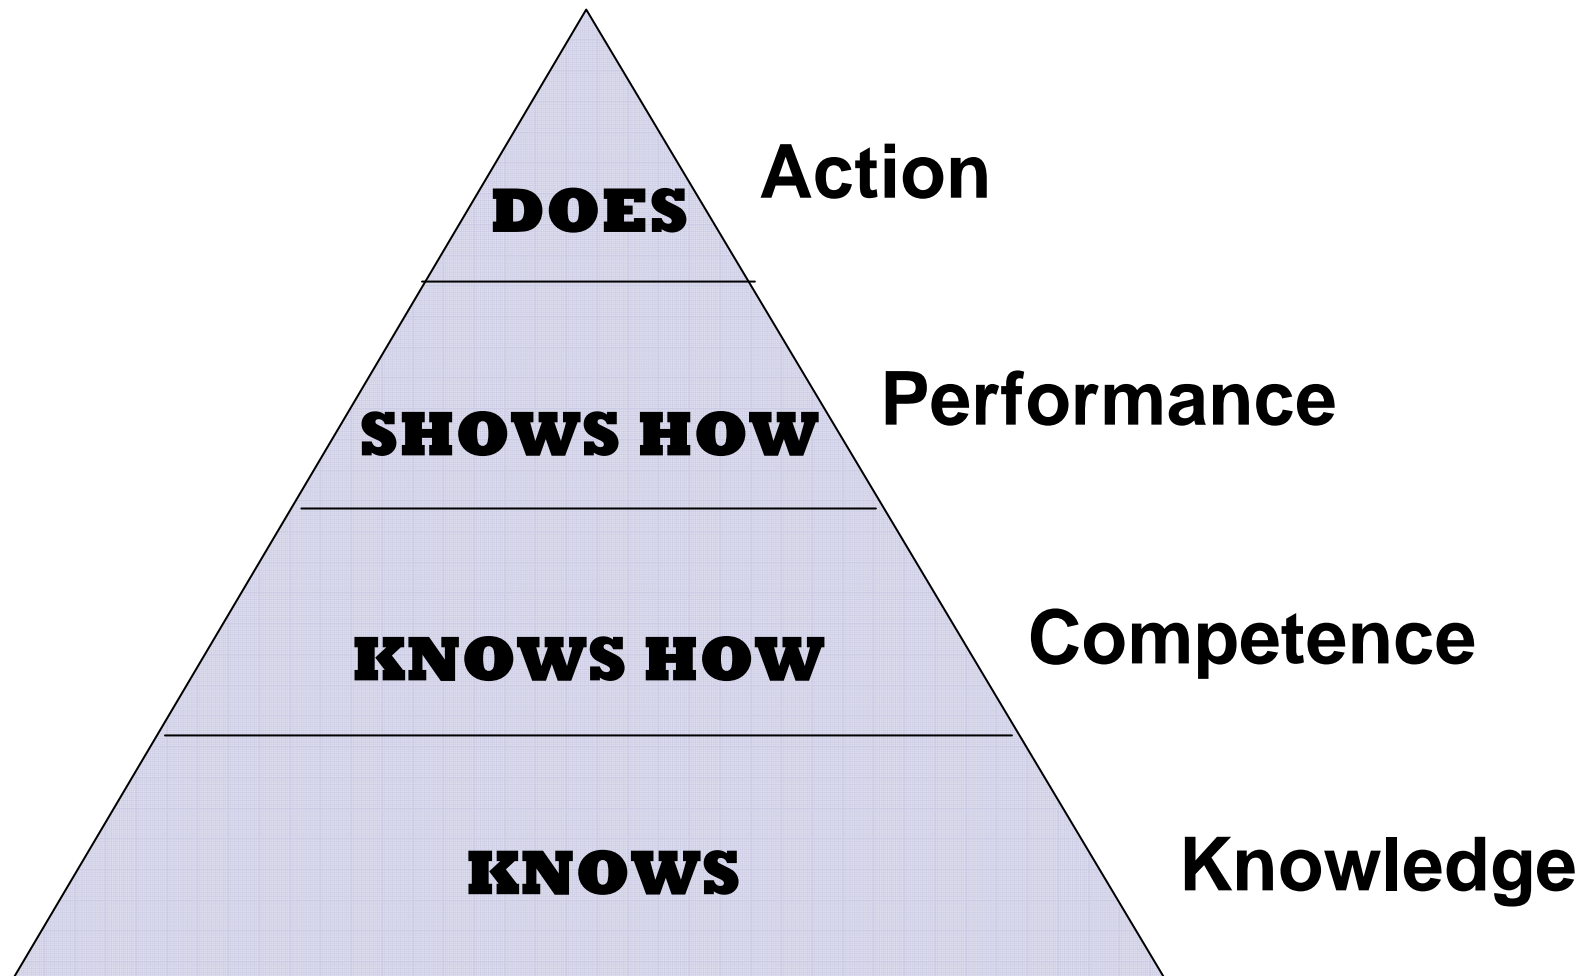 Action
DOES
Performance
SHOWS HOW
Competence
KNOWS HOW
Knowledge
KNOWS